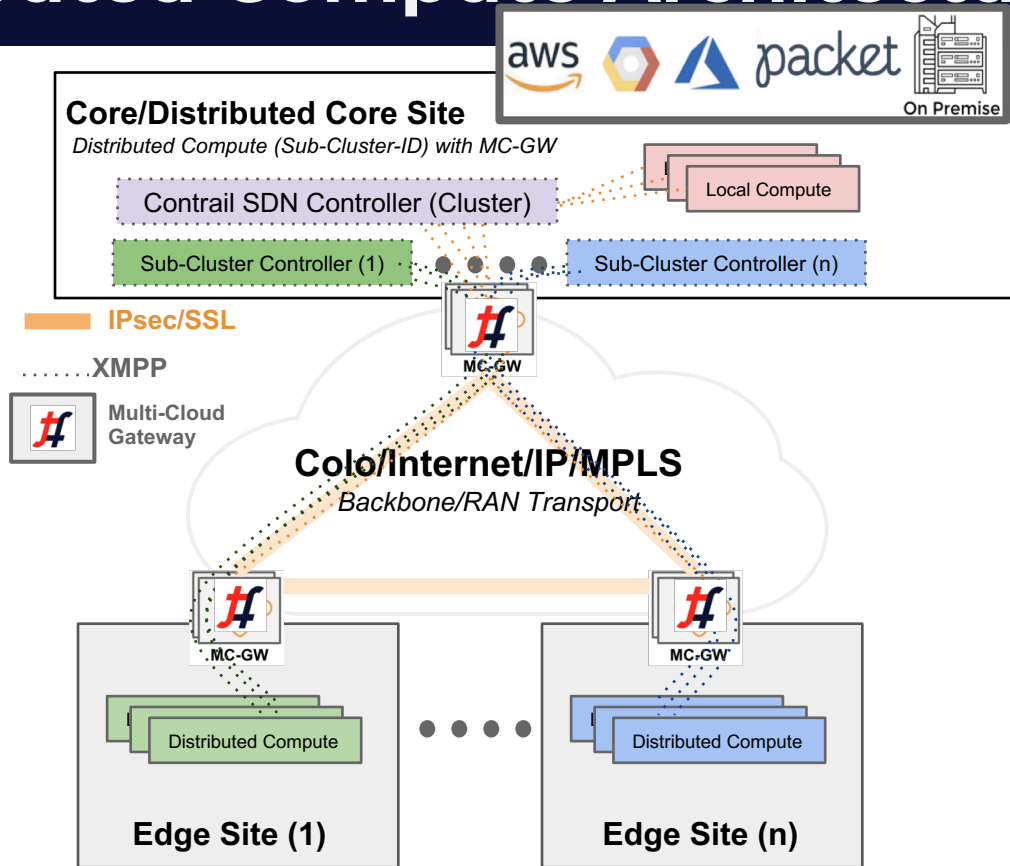 aws
packet
On Premise
Core/Distributed Core Site
Distributed Compute (Sub-Cluster-ID) with MC-GW
Local Compute
Contrail SDN Controller (Cluster)
Sub-Cluster Controller (1)
Sub-Cluster Controller (n)
IPsec/SSL
XMPP
MC-GW
Multi-Cloud
Gateway
Colo/Internet/IP/MPLS
Backbone/RAN Transport
MC-GW
MC-GW
Distributed Compute
Distributed Compute
Edge Site (1)
Edge Site (n)